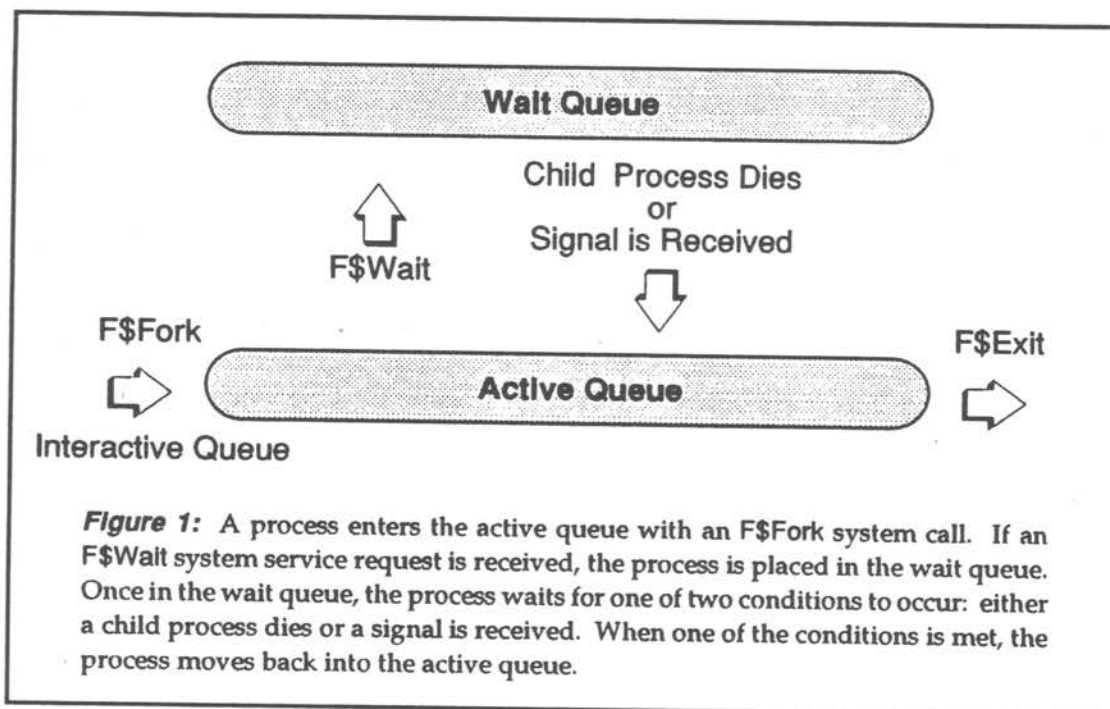 Wait Queue
Child Process Dies
or
Signal is Received
F$Wait
F$Fork
F$Exit
Active Queue
Interactive Queue
Figure 1: A process enters the active queue with an F$Fork system call. If an
F$Wait system service request is received, the process is placed in the wait queue.
Once in the wait queue, the process waits for one of two conditions to occur: either
a child process dies or a signal is received. When one of the conditions is met, the
process moves back into the active queue.